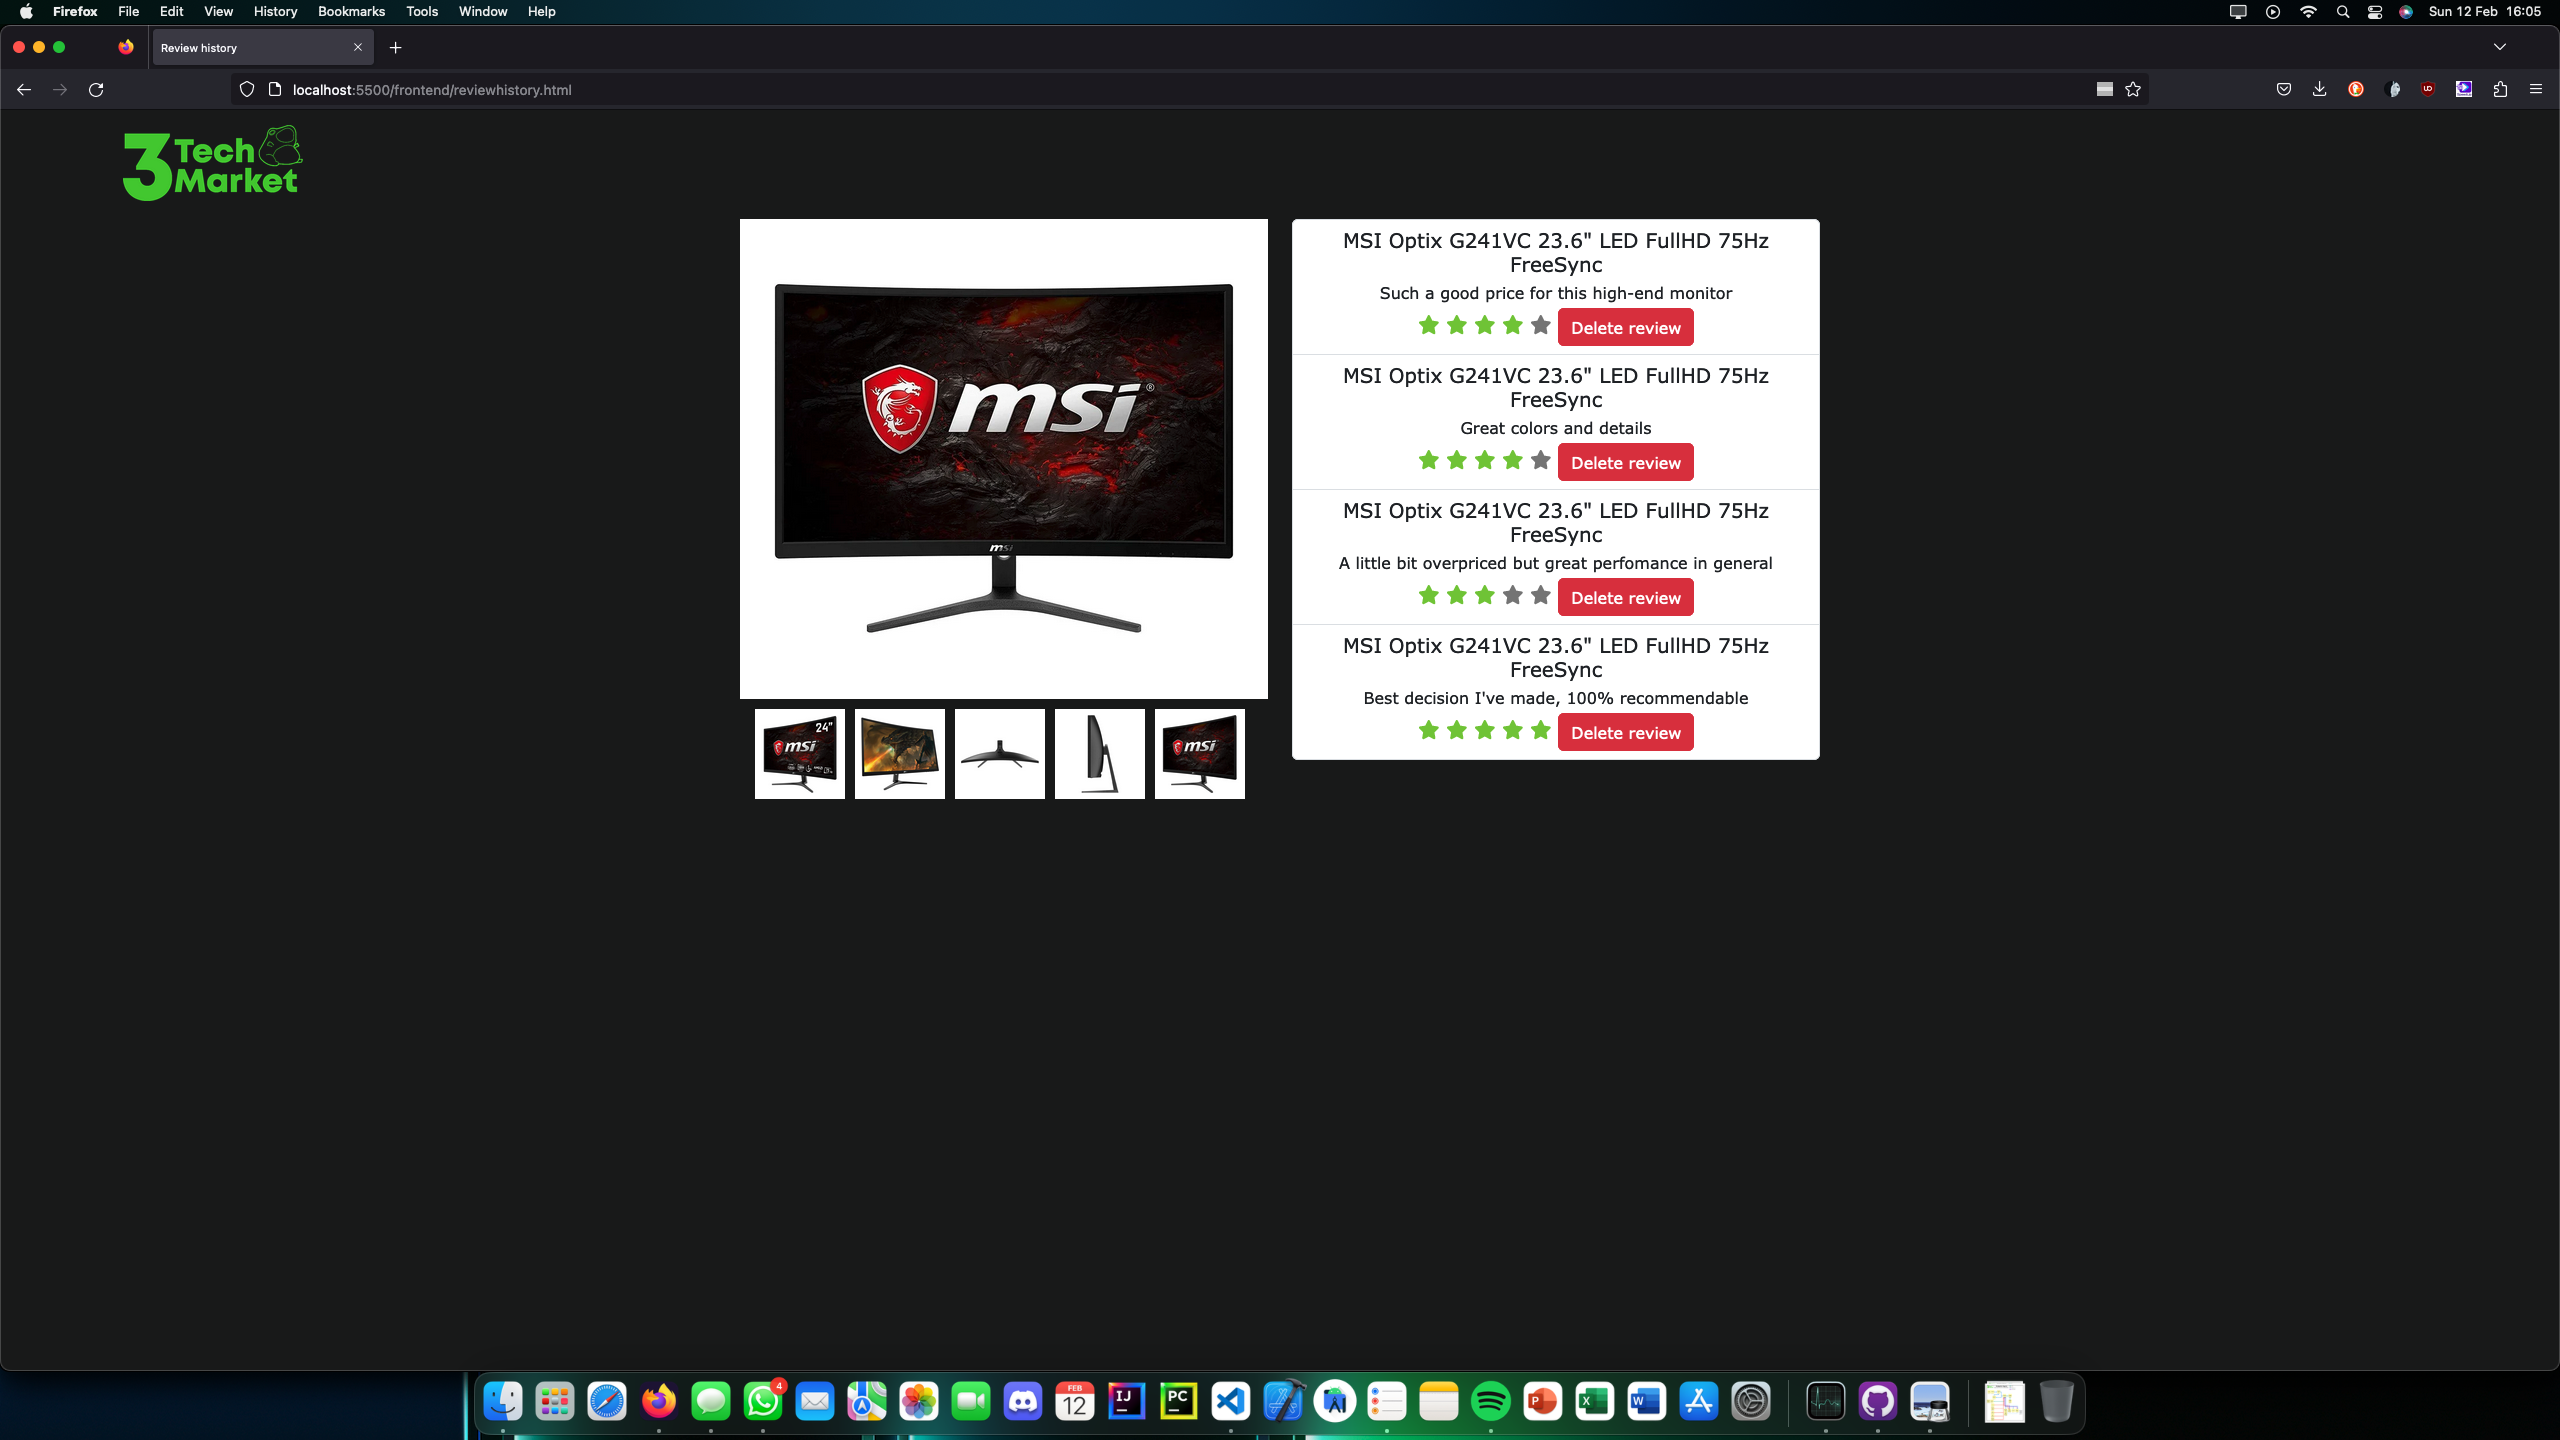 Firefox File Edit View History Bookmarks Tools Window Help
Sun 12 Feb 16:05
Review history
localhost:5500/frontend/reviewhistory.html
3 Tech
Market
msi
msi
MSI Optix G241VC 23.6" LED FullHD 75Hz
FreeSync
Such a good price for this high-end monitor
Delete review
MSI Optix G241VC 23.6" LED FullHD 75Hz
FreeSync
Great colors and details
Delete review
MSI Optix G241VC 23.6" LED FullHD 75Hz
FreeSync
A little bit overpriced but great perfomance in general
Delete review
MSI Optix G241VC 23.6" LED FullHD 75Hz
FreeSync
Best decision I've made, 100% recommendable
Delete review
24"
msi
msi
4
FEB
12
IJ
PC
P
X
W